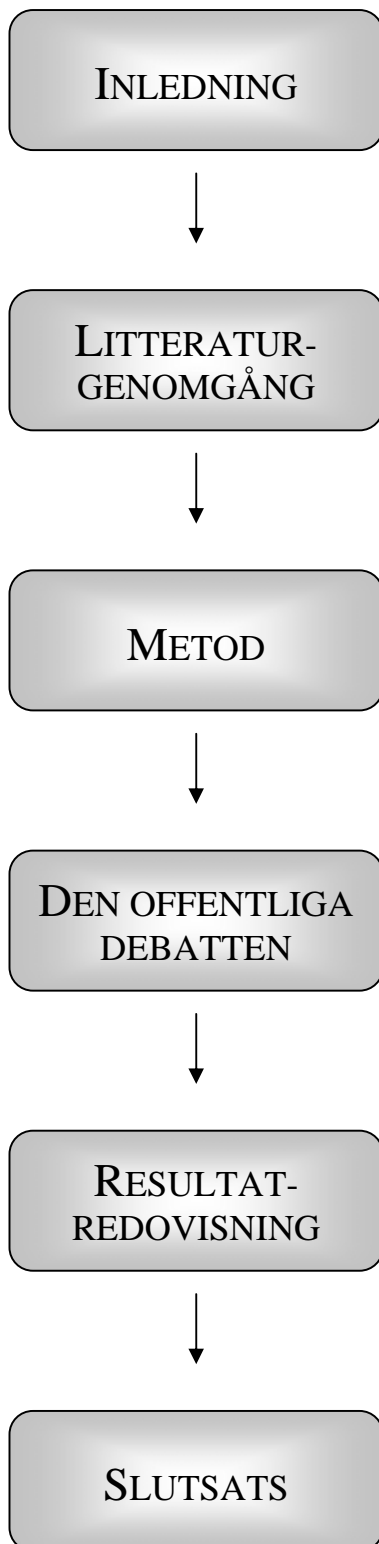 INLEDNING
LITTERATUR-
GENOMGÅNG
METOD
DEN OFFENTLIGA
DEBATTEN
RESULTAT-
REDOVISNING
SLUTSATS